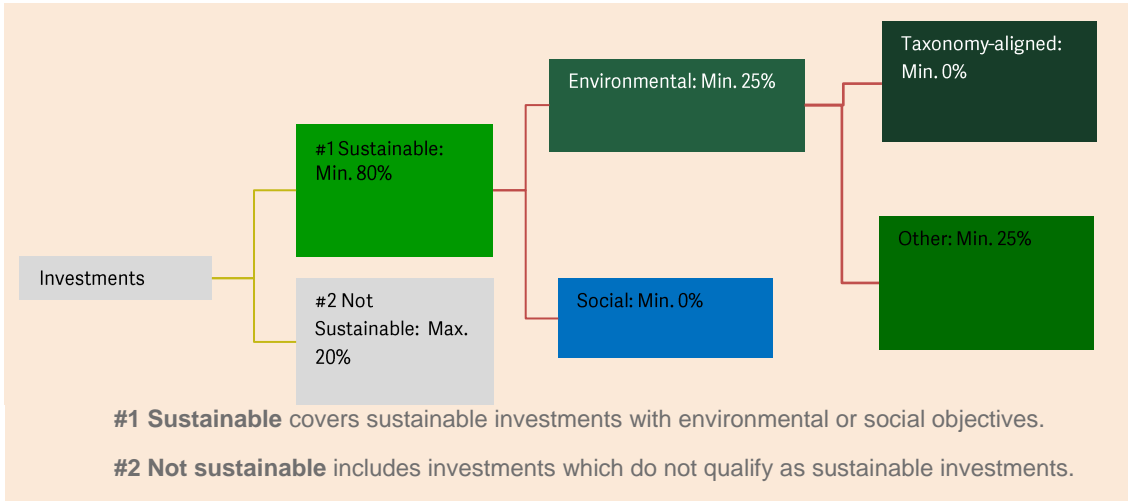 Investments
#1 Sustainable:
Min. 80%
#2 Not
Sustainable: Max.
20%
Environmental: Min. 25%
Social: Min. 0%
Taxonomy-aligned:
Min. 0%
Other: Min. 25%
#1 Sustainable covers sustainable investments with environmental or social objectives.
#2 Not sustainable includes investments which do not qualify as sustainable investments.